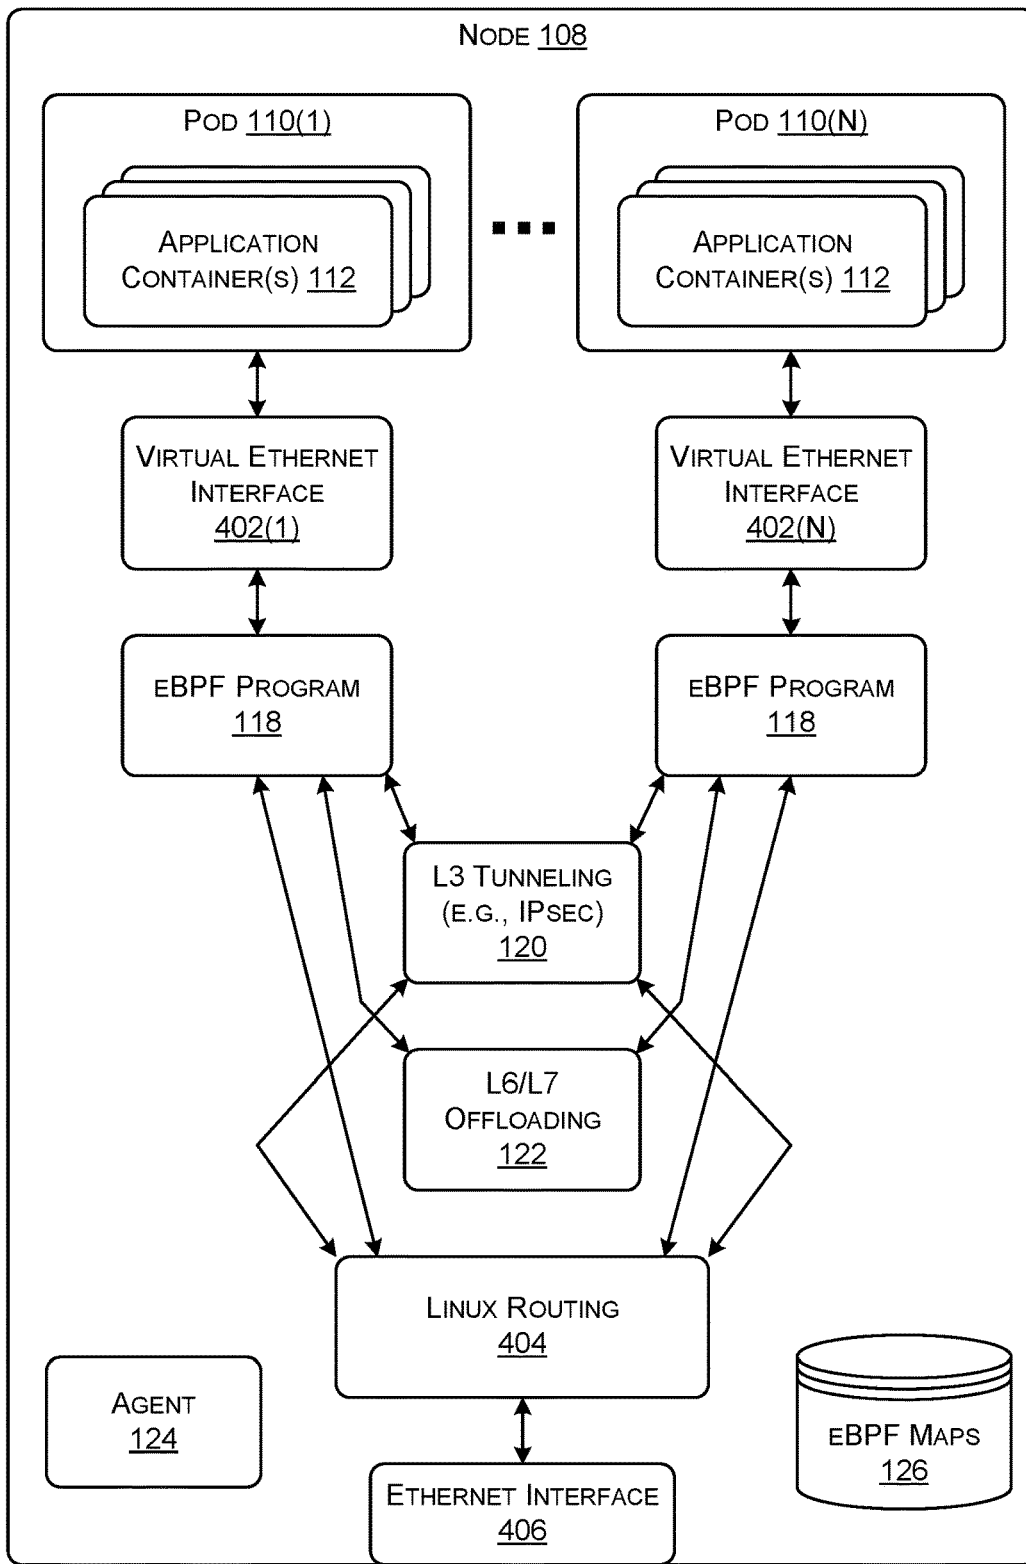 NODE 108
POD 110(1)
APPLICATION
CONTAINER(S) 112
POD 110(N)
APPLICATION
CONTAINER(S) 112
VIRTUAL ETHERNET
INTERFACE
402(1)
VIRTUAL ETHERNET
INTERFACE
402(N)
EBPF PROGRAM
118
EBPF PROGRAM
118
L3 TUNNELING
(E.G., IPSEC)
120
L6/L7
OFFLOADING
122
LINUX ROUTING
404
AGENT
124
EBPF MAPS
126
ETHERNET INTERFACE
406